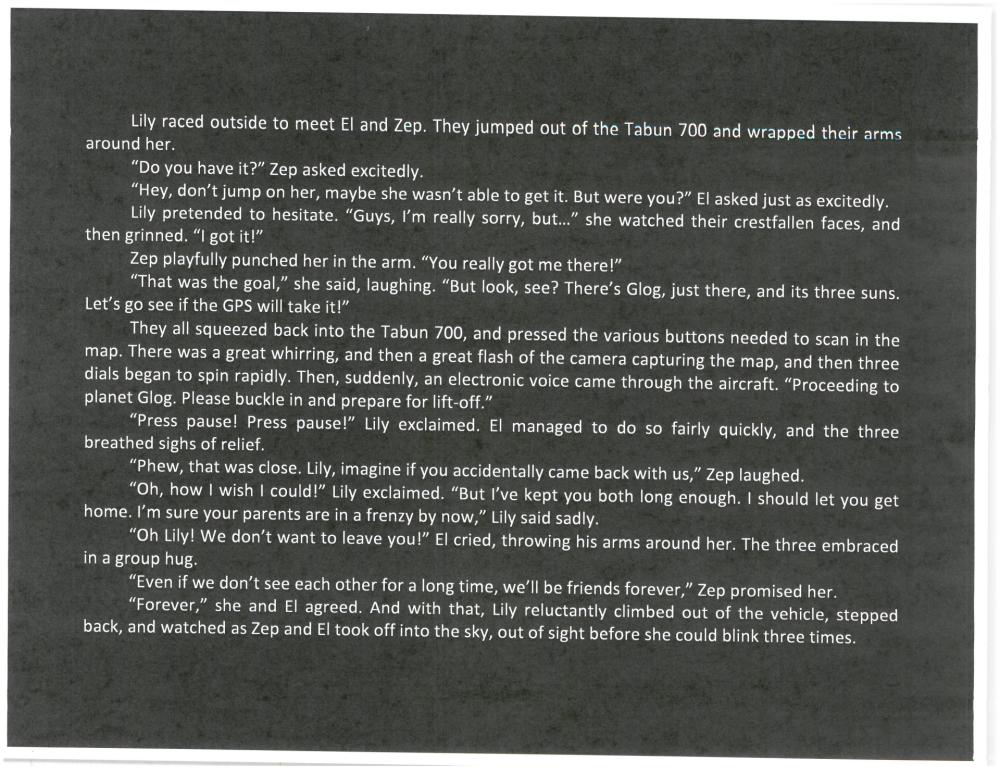 Lily raced outside to meet El and Zep. They jumped out of the Tabun 700 and wrapped their arms
around her.
“Do you have it?” Zep asked excitedly.
“Hey, don’t jump on her, maybe she wasn’t able to get it. But were you?” El asked just as excitedly.
Lily pretended to hesitate. “Guys, I’m really sorry, but…” she watched their crestfallen faces, and
then grinned. “I got it!”
Zep playfully punched her in the arm. “You really got me there!”
“That was the goal,” she said, laughing. “But look, see? There’s Glog, just there, and its three suns.
Let’s go see if the GPS will take it!”
They all squeezed back into the Tabun 700, and pressed the various buttons needed to scan in the
map. There was a great whirring, and then a great flash of the camera capturing the map, and then three
dials began to spin rapidly. Then, suddenly, an electronic voice came through the aircraft. “Proceeding to
planet Glog. Please buckle in and prepare for lift-off.”
“Press pause! Press pause!” Lily exclaimed. El managed to do so fairly quickly, and the three
breathed sighs of relief.
“Phew, that was close. Lily, imagine if you accidentally came back with us,” Zep laughed.
“Oh, how I wish I could!” Lily exclaimed. “But I’ve kept you both long enough. I should let you get
home. I’m sure your parents are in a frenzy by now,” Lily said sadly.
“Oh Lily! We don’t want to leave you!” El cried, throwing his arms around her. The three embraced
in a group hug.
“Even if we don’t see each other for a long time, we’ll be friends forever,” Zep promised her.
“Forever,” she and El agreed. And with that, Lily reluctantly climbed out of the vehicle, stepped
back, and watched as Zep and El took off into the sky, out of sight before she could blink three times.